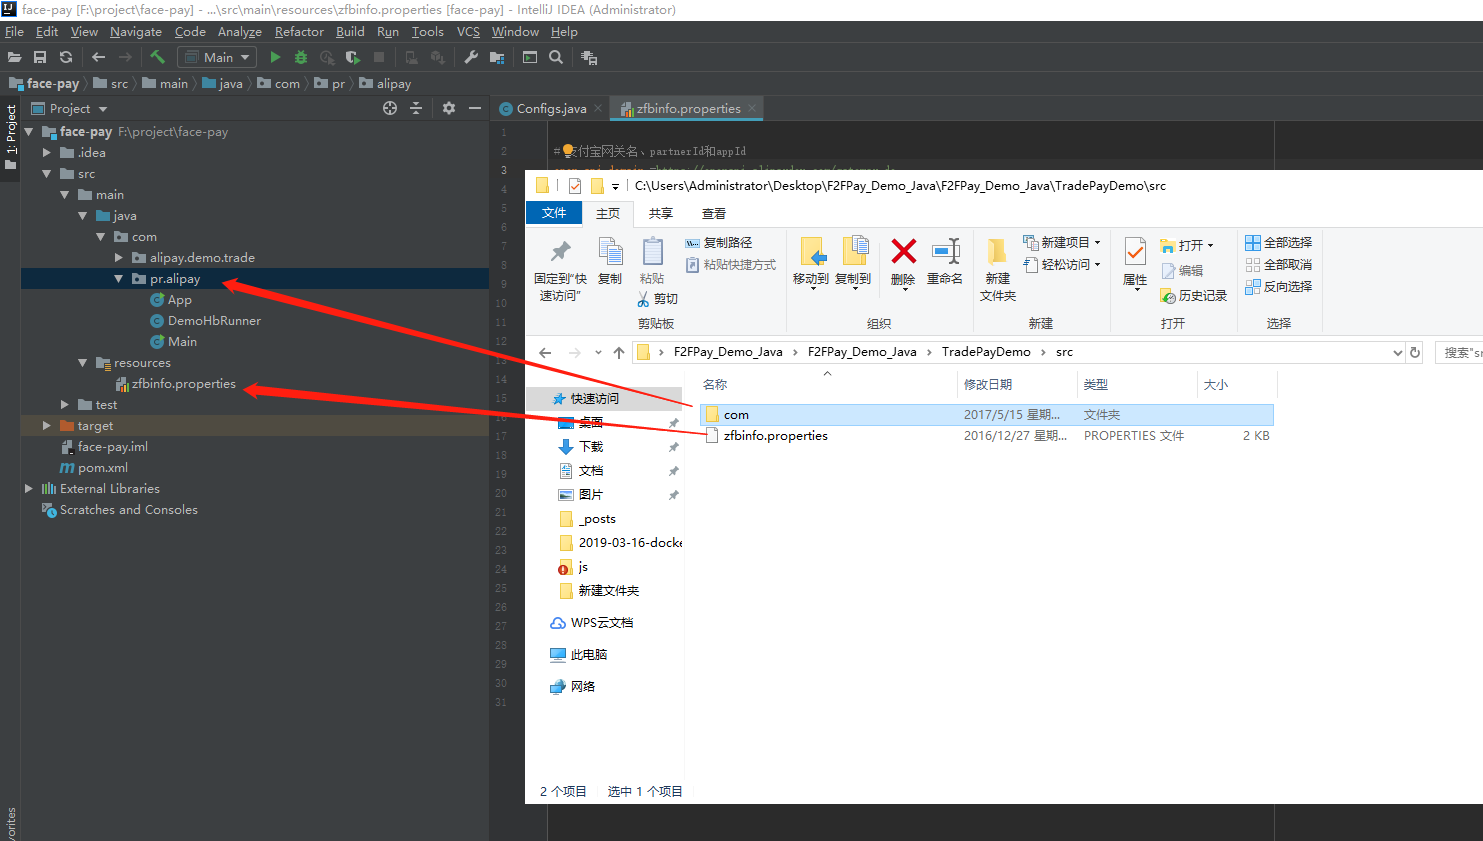 face-pay [F:\project\face-pay] - ...\src\main\resources\zfbinfo.properties [face-pay] - IntelliJ IDEA (Administrator)
File Edit View Navigate Code Analyze Refactor Build Run Tools VCS Window Help
Main
face-pay src main java com pr alipay
1: Project
Project
face-pay F:\project\face-pay
.idea
src
main
java
com
alipay.demo.trade
pr.alipay
App
DemoHbRunner
Main
resources
zfbinfo.properties
test
target
face-pay.iml
pom.xml
External Libraries
Scratches and Consoles
Configs.java
zfbinfo.properties
1
2
3
4
5
6
7
8
9
10
11
12
13
14
15
16
17
18
19
20
21
22
23
24
25
26
27
28
29
30
31
# 支付宝网关名、partnerId和appId
C:\Users\Administrator\Desktop\F2FPay_Demo_Java\F2FPay_Demo_Java\TradePayDemo\src
文件 主页 共享 查看
固定到“快速访问”
复制
粘贴
复制路径
粘贴快捷方式
剪切
剪贴板
移动到
复制到
删除
重命名
组织
新建
文件夹
新建项目
轻松访问
新建
属性
打开
编辑
历史记录
打开
全部选择
全部取消
反向选择
选择
F2FPay_Demo_Java › F2FPay_Demo_Java › TradePayDemo › src
名称 修改日期 类型 大小
com 2017/5/15 星期... 文件夹
zfbinfo.properties 2016/12/27 星期... PROPERTIES 文件 2 KB
快速访问
桌面
下载
文档
图片
_posts
2019-03-16-docke
js
新建文件夹
WPS云文档
此电脑
网络
2 个项目 选中 1 个项目